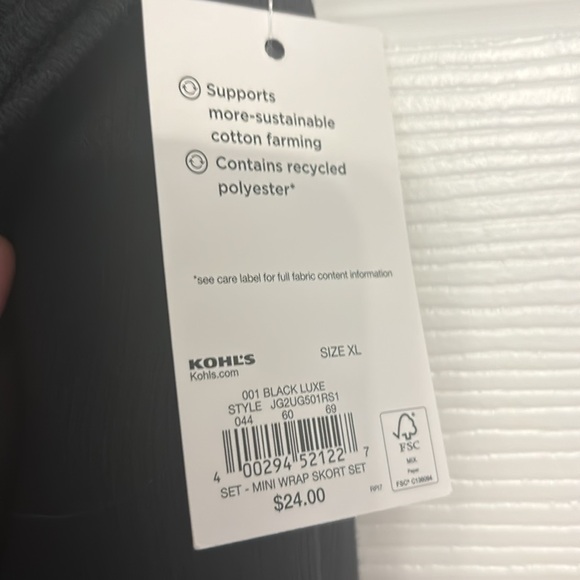 Supports
more-sustainable
cotton farming
Contains recycled
polyester*
*see care label for full fabric content information
KOHL'S
Kohls.com
SIZE XL
001 BLACK LUXE
STYLE JG2UG501RS1
044 60 69
4 00294 52122 7
SET - MINI WRAP SKORT SET
$24.00
FSC
MIX
Paper